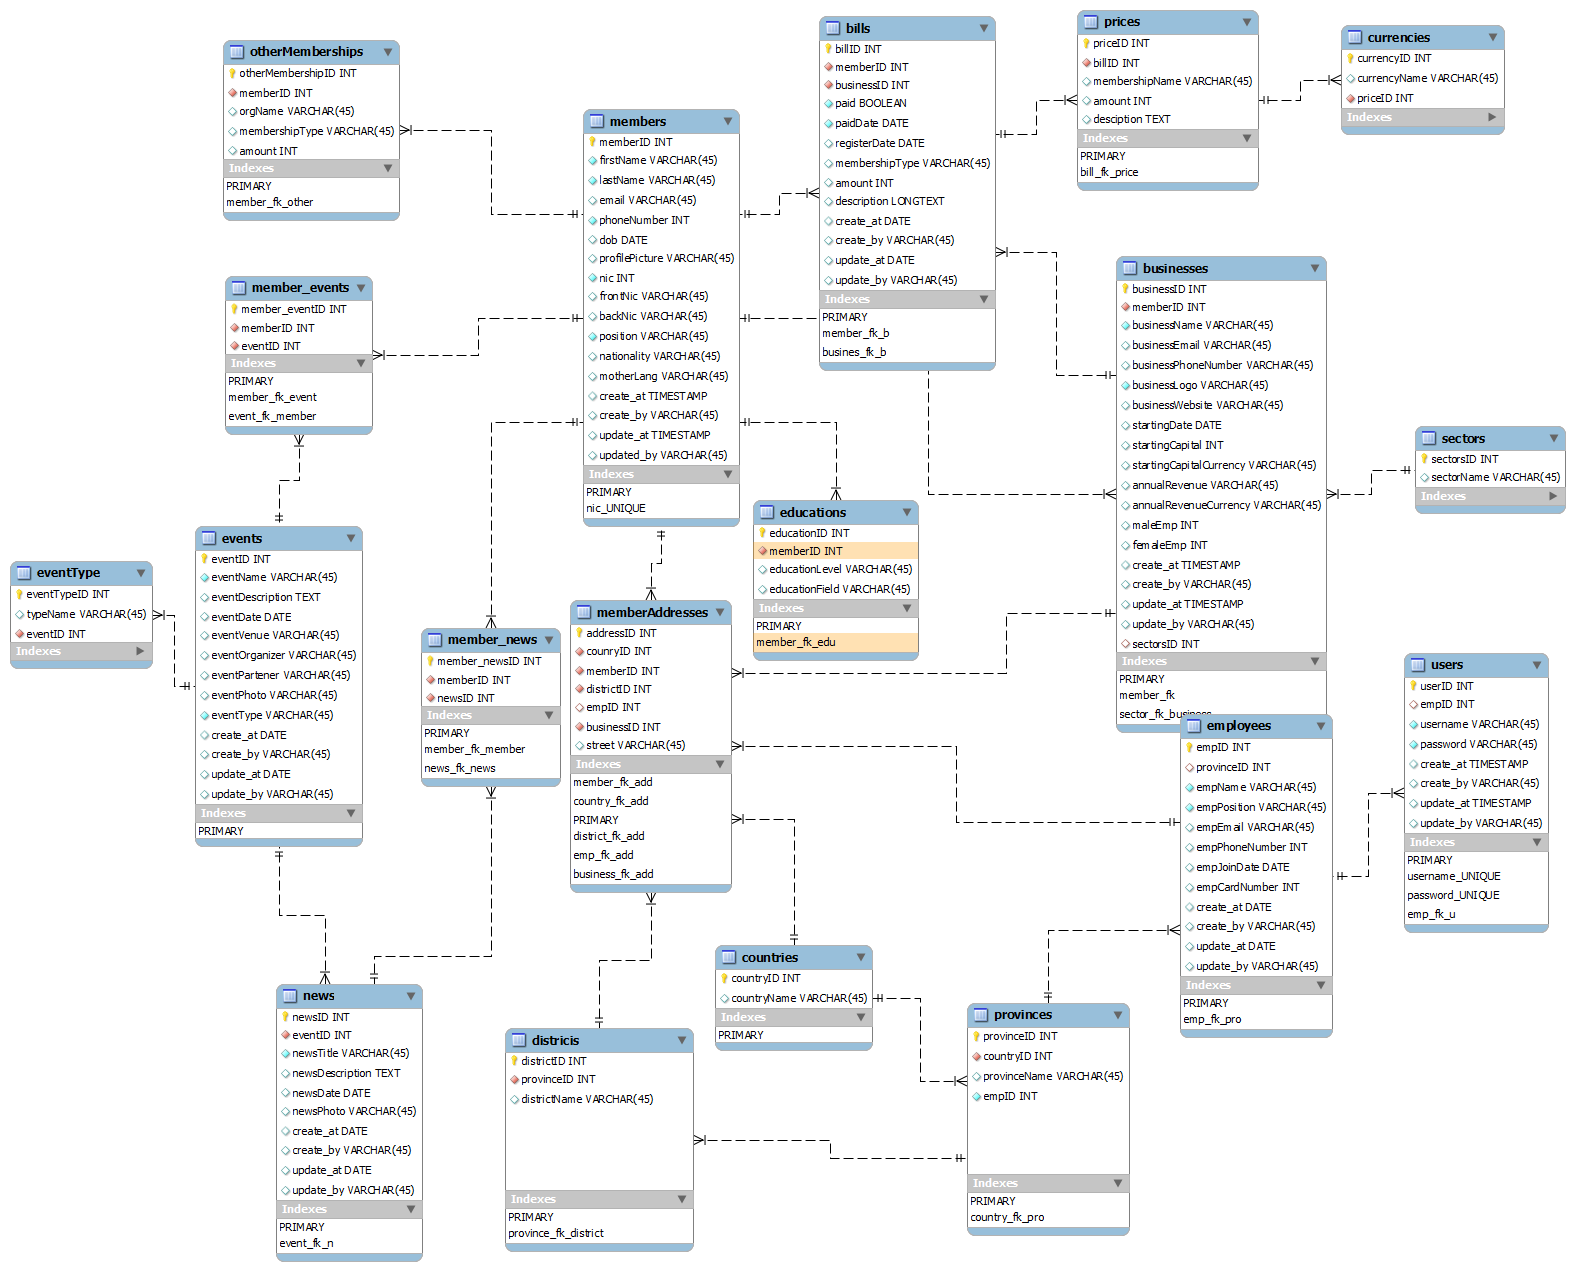 otherMemberships
otherMembershipID INT
memberID INT
orgName VARCHAR(45)
membershipType VARCHAR(45)
amount INT
Indexes
PRIMARY
member_fk_other
members
memberID INT
firstName VARCHAR(45)
lastName VARCHAR(45)
email VARCHAR(45)
phoneNumber INT
dob DATE
profilePicture VARCHAR(45)
nic INT
frontNic VARCHAR(45)
backNic VARCHAR(45)
position VARCHAR(45)
nationality VARCHAR(45)
motherLang VARCHAR(45)
create_at TIMESTAMP
create_by VARCHAR(45)
update_at TIMESTAMP
updated_by VARCHAR(45)
Indexes
PRIMARY
nic_UNIQUE
bills
billID INT
memberID INT
businessID INT
paid BOOLEAN
paidDate DATE
registerDate DATE
membershipType VARCHAR(45)
amount INT
description LONGTEXT
create_at DATE
create_by VARCHAR(45)
update_at DATE
update_by VARCHAR(45)
Indexes
PRIMARY
member_fk_b
busines_fk_b
prices
priceID INT
billID INT
membershipName VARCHAR(45)
amount INT
desciption TEXT
Indexes
PRIMARY
bill_fk_price
currencies
currencyID INT
currencyName VARCHAR(45)
priceID INT
Indexes
member_events
member_eventID INT
memberID INT
eventID INT
Indexes
PRIMARY
member_fk_event
event_fk_member
businesses
businessID INT
memberID INT
businessName VARCHAR(45)
businessEmail VARCHAR(45)
businessPhoneNumber VARCHAR(45)
businessLogo VARCHAR(45)
businessWebsite VARCHAR(45)
startingDate DATE
startingCapital INT
startingCapitalCurrency VARCHAR(45)
annualRevenue VARCHAR(45)
annualRevenueCurrency VARCHAR(45)
maleEmp INT
femaleEmp INT
create_at TIMESTAMP
create_by VARCHAR(45)
update_at TIMESTAMP
update_by VARCHAR(45)
sectorsID INT
Indexes
PRIMARY
member_fk
sector_fk_business
sectors
sectorsID INT
sectorName VARCHAR(45)
Indexes
educations
educationID INT
memberID INT
educationLevel VARCHAR(45)
educationField VARCHAR(45)
Indexes
PRIMARY
member_fk_edu
eventType
eventTypeID INT
typeName VARCHAR(45)
eventID INT
Indexes
events
eventID INT
eventName VARCHAR(45)
eventDescription TEXT
eventDate DATE
eventVenue VARCHAR(45)
eventOrganizer VARCHAR(45)
eventPartener VARCHAR(45)
eventPhoto VARCHAR(45)
eventType VARCHAR(45)
create_at DATE
create_by VARCHAR(45)
update_at DATE
update_by VARCHAR(45)
Indexes
PRIMARY
member_news
member_newsID INT
memberID INT
newsID INT
Indexes
PRIMARY
member_fk_member
news_fk_news
memberAddresses
addressID INT
counryID INT
memberID INT
districtID INT
empID INT
businessID INT
street VARCHAR(45)
Indexes
member_fk_add
country_fk_add
PRIMARY
district_fk_add
emp_fk_add
business_fk_add
users
userID INT
empID INT
username VARCHAR(45)
password VARCHAR(45)
create_at TIMESTAMP
create_by VARCHAR(45)
update_at TIMESTAMP
update_by VARCHAR(45)
Indexes
PRIMARY
username_UNIQUE
password_UNIQUE
emp_fk_u
employees
empID INT
provinceID INT
empName VARCHAR(45)
empPosition VARCHAR(45)
empEmail VARCHAR(45)
empPhoneNumber INT
empJoinDate DATE
empCardNumber INT
create_at DATE
create_by VARCHAR(45)
update_at DATE
update_by VARCHAR(45)
Indexes
PRIMARY
emp_fk_pro
news
newsID INT
eventID INT
newsTitle VARCHAR(45)
newsDescription TEXT
newsDate DATE
newsPhoto VARCHAR(45)
create_at DATE
create_by VARCHAR(45)
update_at DATE
update_by VARCHAR(45)
Indexes
PRIMARY
event_fk_n
districis
districtID INT
provinceID INT
districtName VARCHAR(45)
Indexes
PRIMARY
province_fk_district
countries
countryID INT
countryName VARCHAR(45)
Indexes
PRIMARY
provinces
provinceID INT
countryID INT
provinceName VARCHAR(45)
empID INT
Indexes
PRIMARY
country_fk_pro